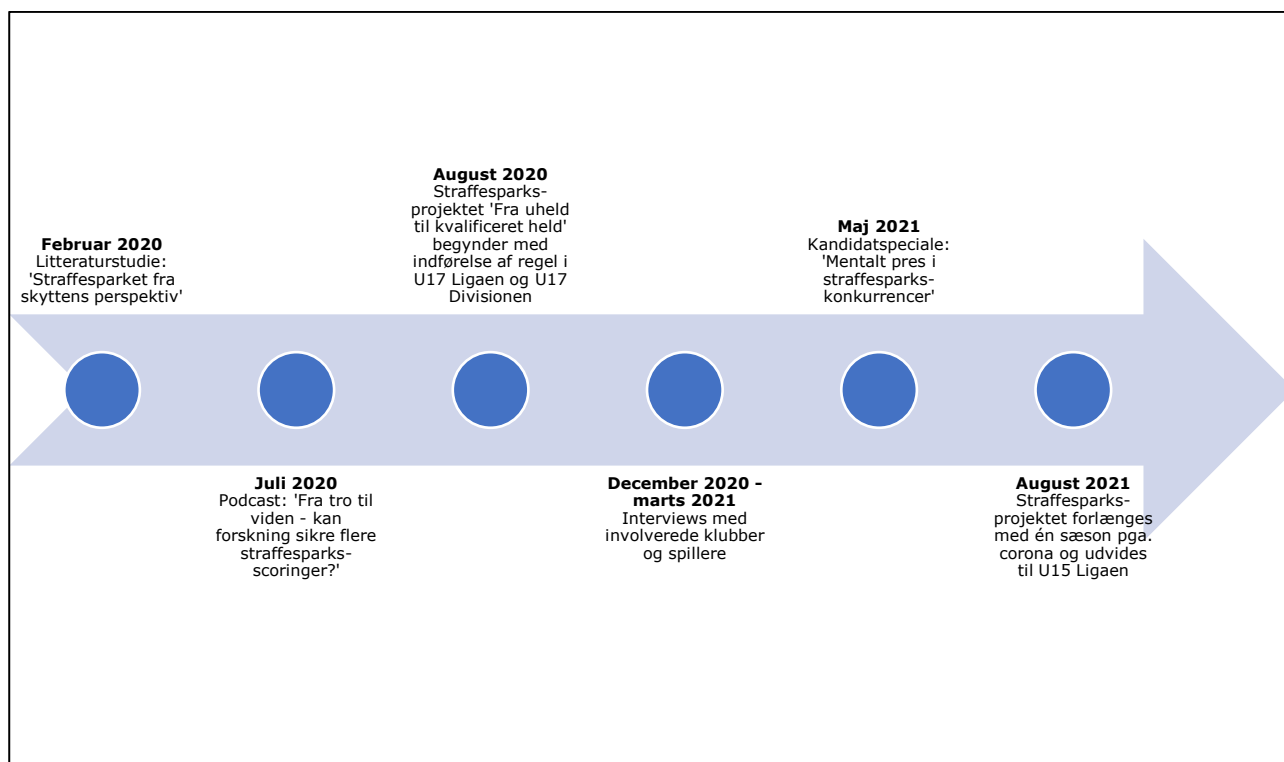 Februar 2020
Litteraturstudie:
'Straffesparket fra
skyttens perspektiv'
Juli 2020
Podcast: 'Fra tro til
viden - kan
forskning sikre flere
straffesparks-
scoringer?'
August 2020
Straffesparks-
projektet 'Fra uheld
til kvalificeret held'
begynder med
indførelse af regel i
U17 Ligaen og U17
Divisionen
December 2020 -
marts 2021
Interviews med
involverede klubber
og spillere
Maj 2021
Kandidatspeciale:
'Mentalt pres i
straffesparks-
konkurrencer'
August 2021
Straffesparks-
projektet forlænges
med én sæson pga.
corona og udvides
til U15 Ligaen